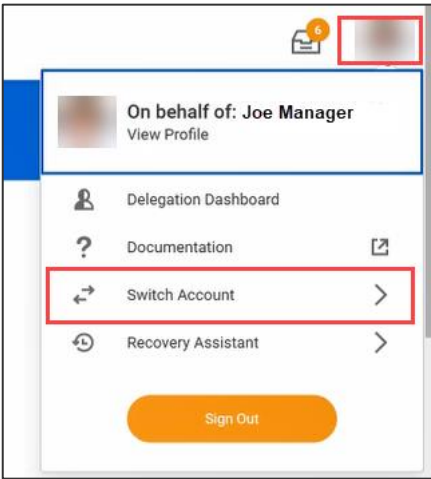 6
On behalf of: Joe Manager
View Profile
Delegation Dashboard
Documentation
Switch Account
Recovery Assistant
Sign Out